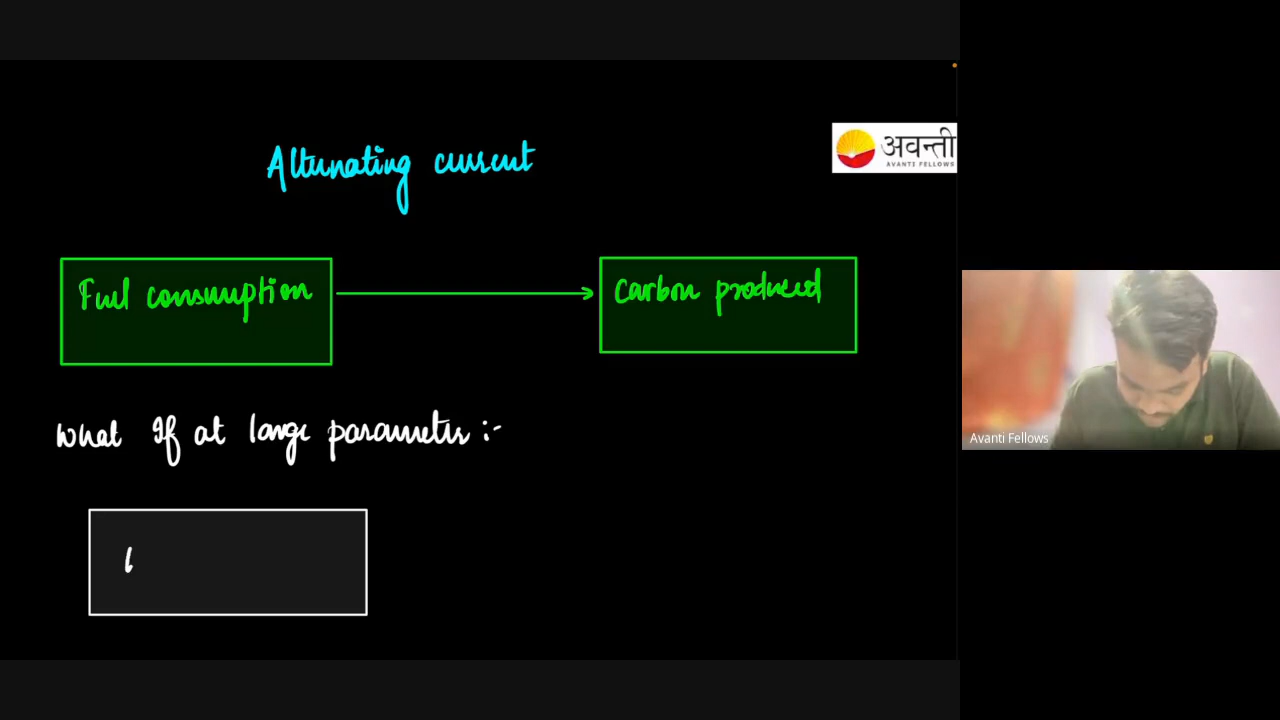 Alternating current
अवन्ती
AVANTI FELLOWS
Fuel consumption
Carbon produced
What If at large parameter :-
Avanti Fellows